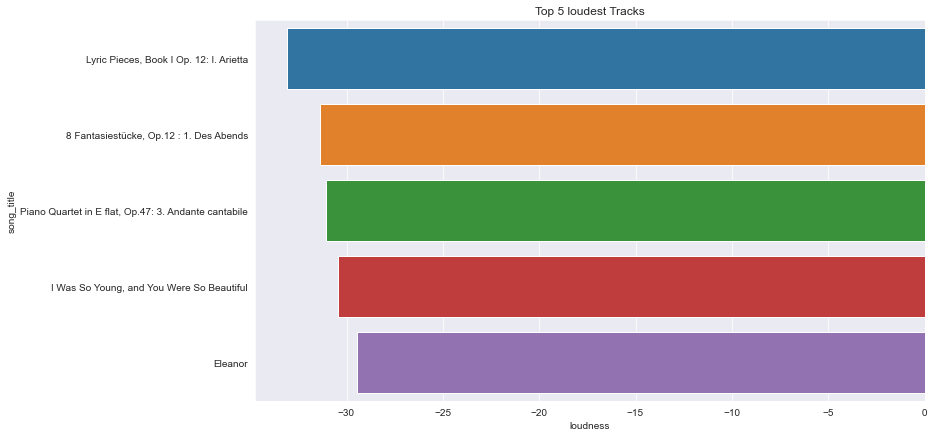 Top 5 loudest Tracks
Lyric Pieces, Book I Op. 12: I. Arietta
8 Fantasiestücke, Op.12 : 1. Des Abends
Piano Quartet in E flat, Op.47: 3. Andante cantabile
I Was So Young, and You Were So Beautiful
Eleanor
song_title
−30 −25 −20 −15 −10 −5 0
loudness